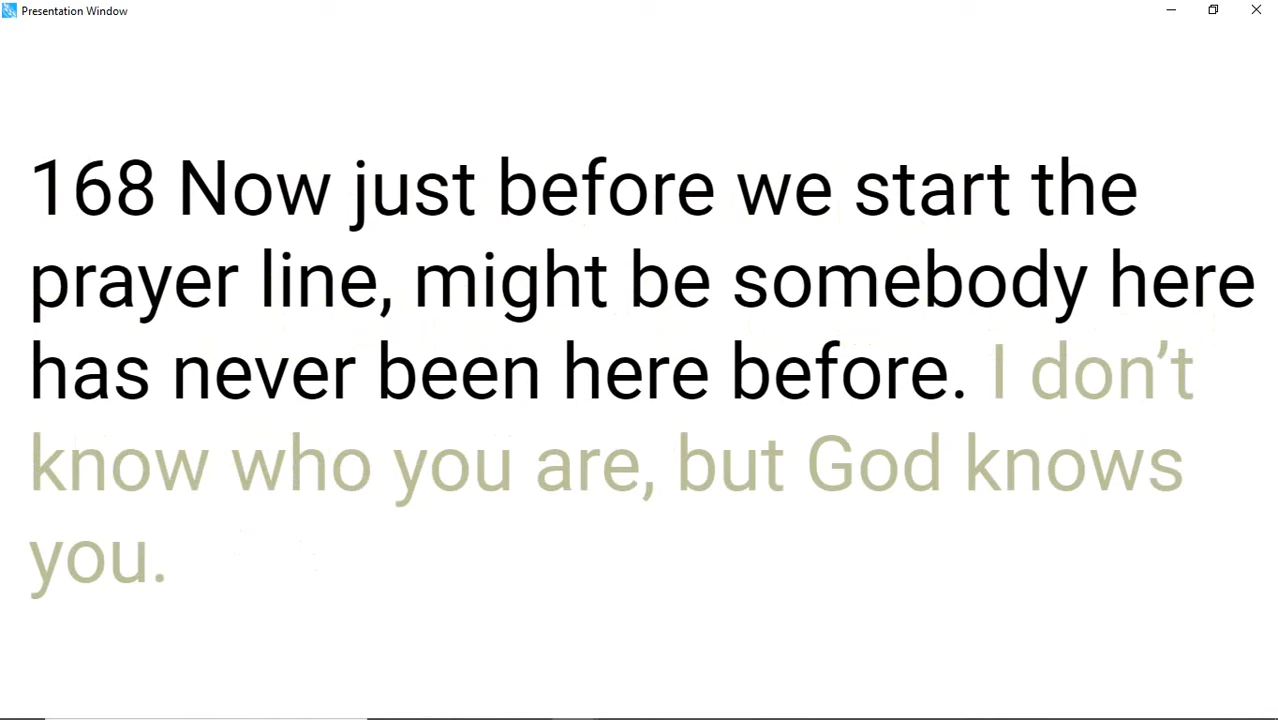 Presentation Window
168 Now just before we start the
prayer line, might be somebody here
has never been here before. I don’t
know who you are, but God knows
you.